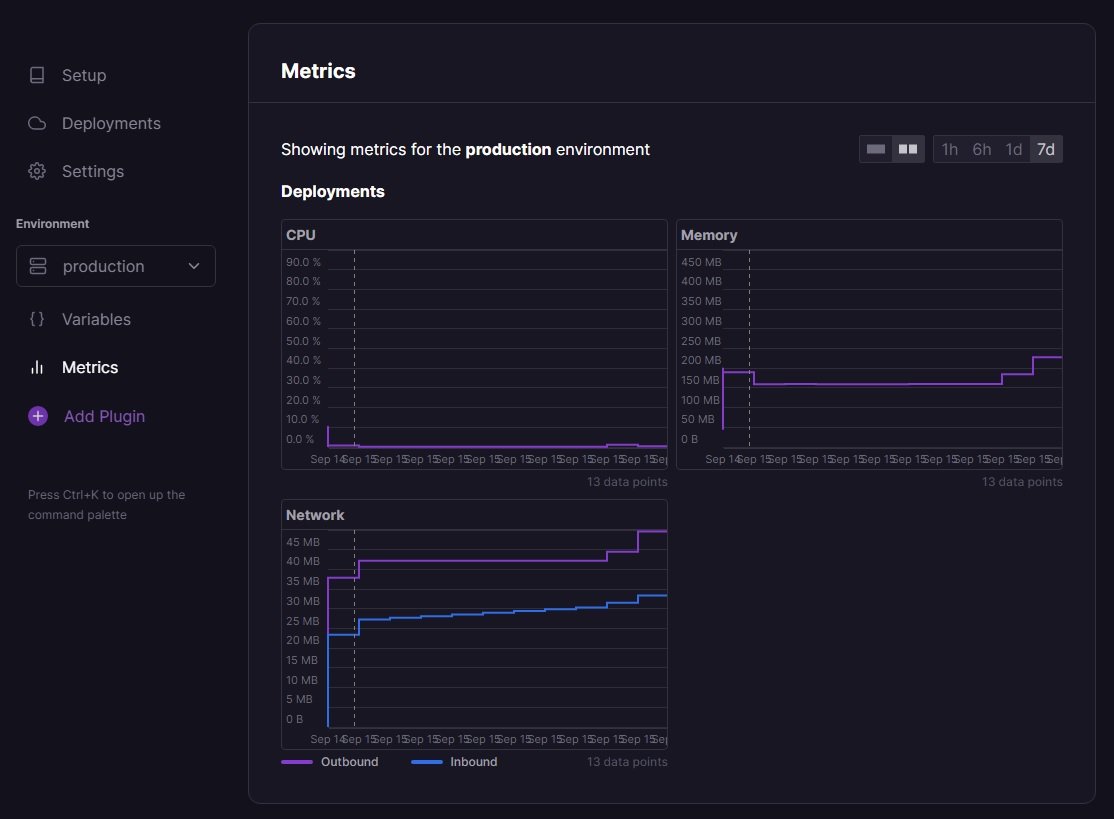 Setup
Deployments
Settings
Environment
production
Variables
Metrics
Add Plugin
Press Ctrl+K to open up the
command palette
Metrics
Showing metrics for the production environment
1h 6h 1d 7d
Deployments
CPU
90.0 %
80.0 %
70.0 %
60.0 %
50.0 %
40.0 %
30.0 %
20.0 %
10.0 %
0.0 %
Sep 14 Sep 15 Sep 15 Sep 15 Sep 15 Sep 15 Sep 15 Sep 15 Sep 15 Sep 15 Sep 15 Sep
13 data points
Memory
450 MB
400 MB
350 MB
300 MB
250 MB
200 MB
150 MB
100 MB
50 MB
0 B
Sep 14 Sep 15 Sep 15 Sep 15 Sep 15 Sep 15 Sep 15 Sep 15 Sep 15 Sep 15 Sep 15 Sep
13 data points
Network
45 MB
40 MB
35 MB
30 MB
25 MB
20 MB
15 MB
10 MB
5 MB
0 B
Sep 14 Sep 15 Sep 15 Sep 15 Sep 15 Sep 15 Sep 15 Sep 15 Sep 15 Sep 15 Sep 15 Sep
Outbound Inbound 13 data points